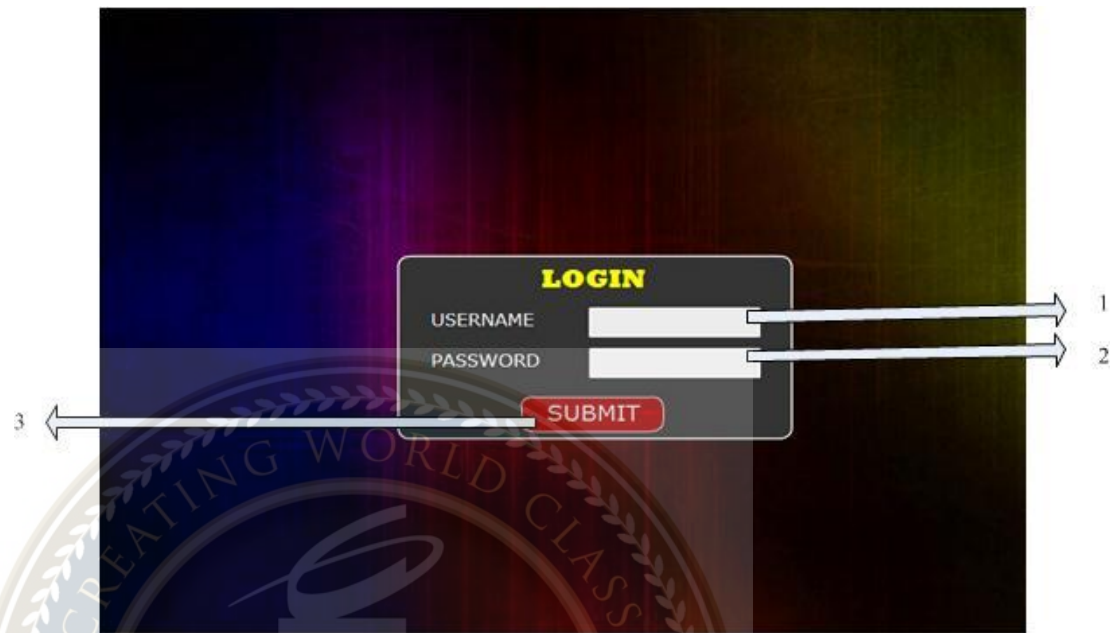 LOGIN
USERNAME
1
PASSWORD
2
SUBMIT
3
CREATING WORLD CLASS